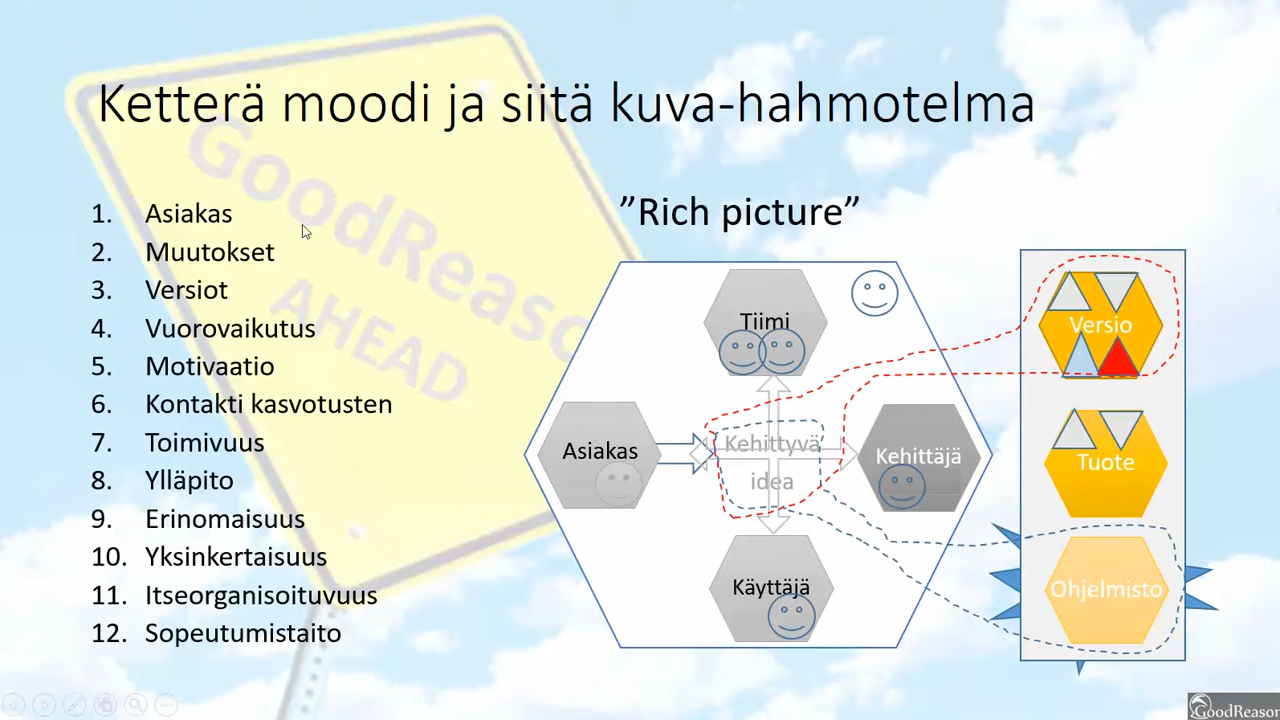 Ketterä moodi ja siitä kuva-hahmotelma
GoodReason
AHEAD
1. Asiakas
2. Muutokset
3. Versiot
4. Vuorovaikutus
5. Motivaatio
6. Kontakti kasvotusten
7. Toimivuus
8. Ylläpito
9. Erinomaisuus
10. Yksinkertaisuus
11. Itseorganisoituvuus
12. Sopeutumistaito
”Rich picture”
Tiimi
Asiakas
Kehittyvä
idea
Kehittäjä
Käyttäjä
Versio
Tuote
Ohjelmisto
GoodReason